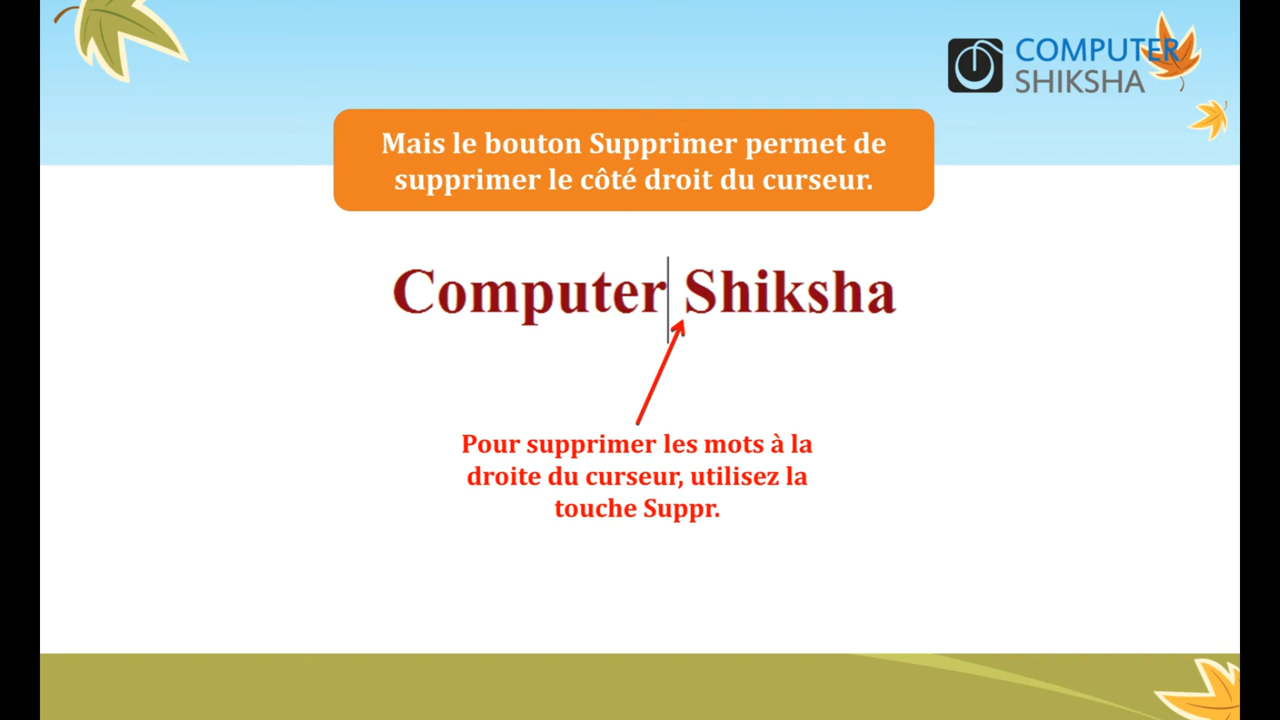 COMPUTER
SHIKSHA
Mais le bouton Supprimer permet de
supprimer le côté droit du curseur.
Computer Shiksha
Pour supprimer les mots à la
droite du curseur, utilisez la
touche Suppr.